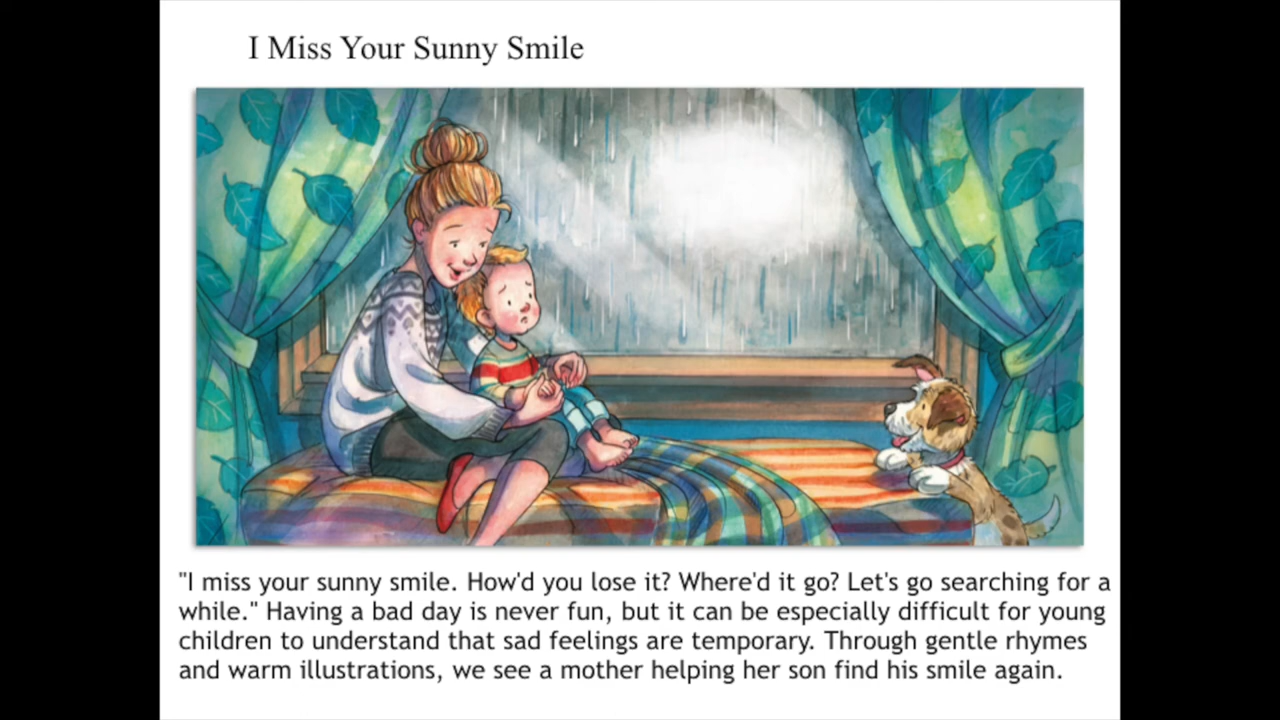 I Miss Your Sunny Smile
"I miss your sunny smile. How'd you lose it? Where'd it go? Let's go searching for a
while." Having a bad day is never fun, but it can be especially difficult for young
children to understand that sad feelings are temporary. Through gentle rhymes
and warm illustrations, we see a mother helping her son find his smile again.